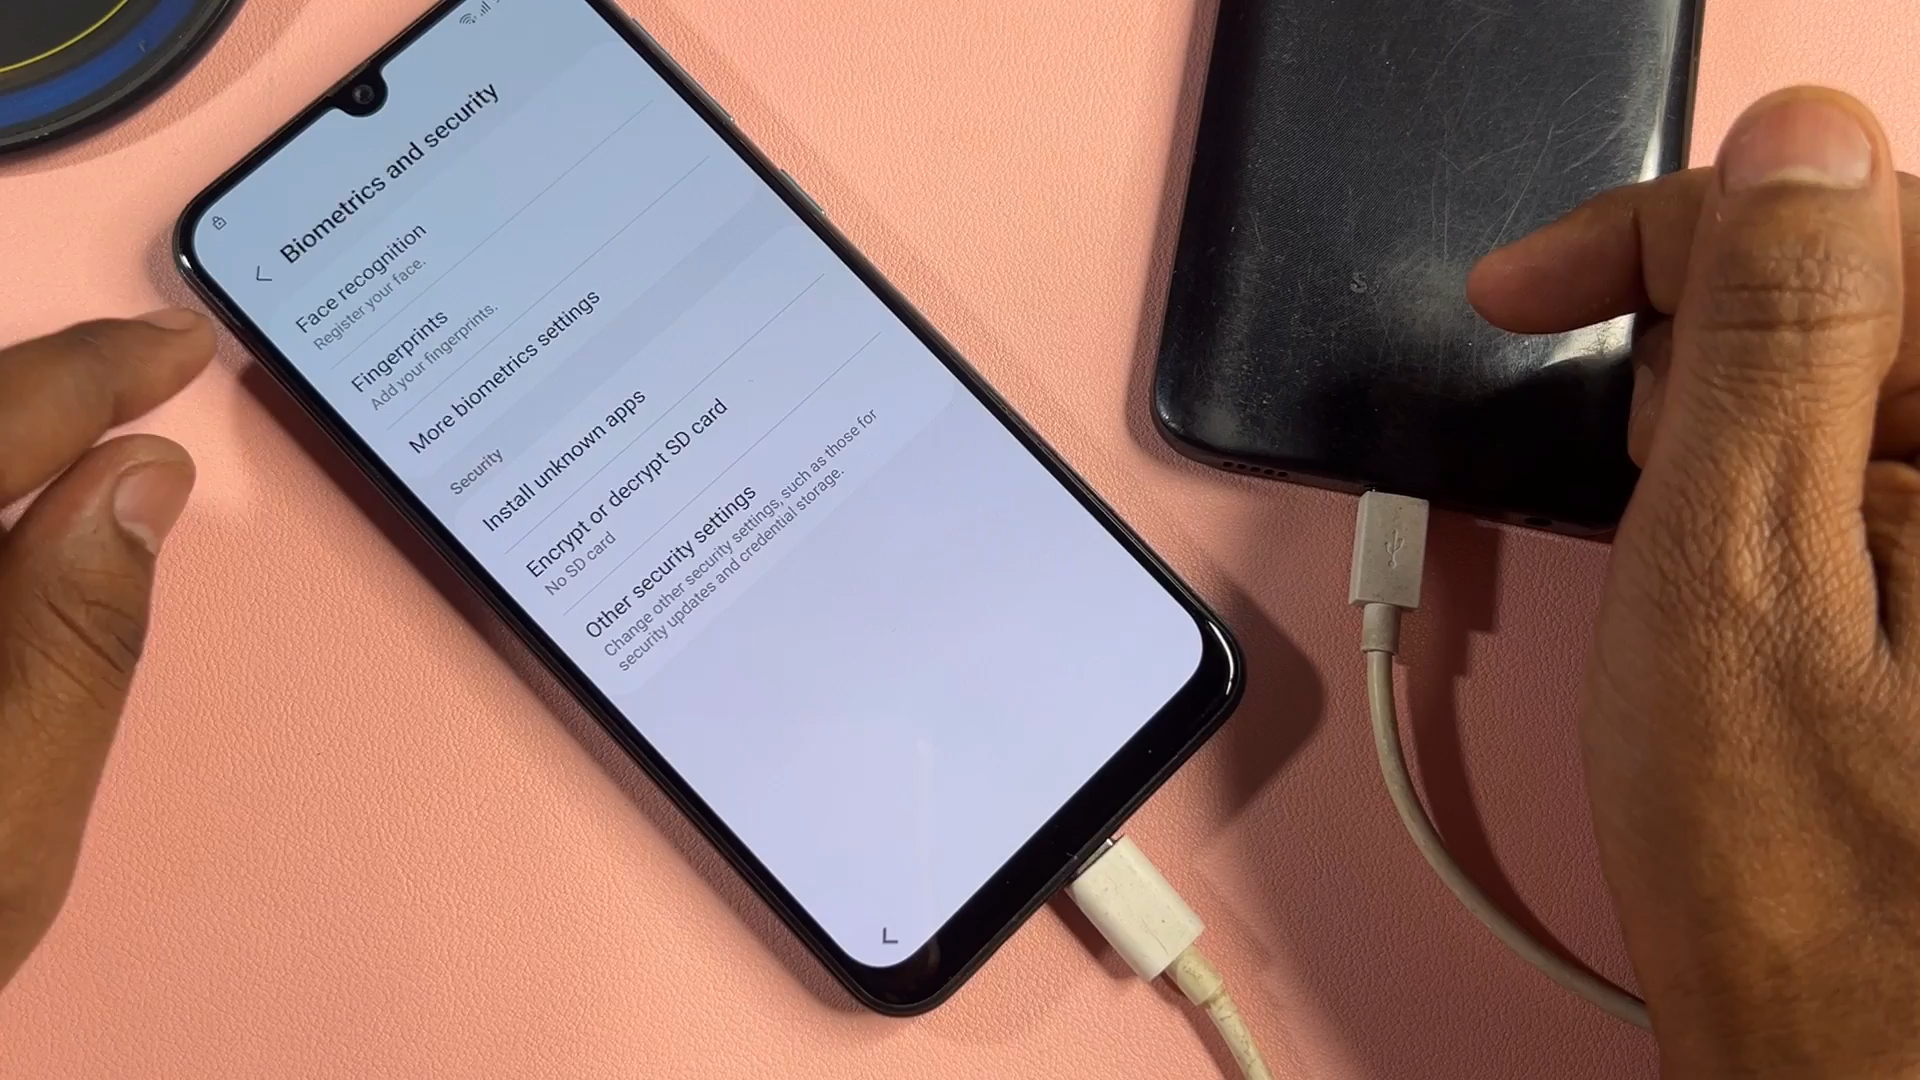 Biometrics and security
Face recognition
Register your face.
Fingerprints
Add your fingerprints.
More biometrics settings
Security
Install unknown apps
Encrypt or decrypt SD card
No SD card
Other security settings
Change other security settings, such as those for
security updates and credential storage.